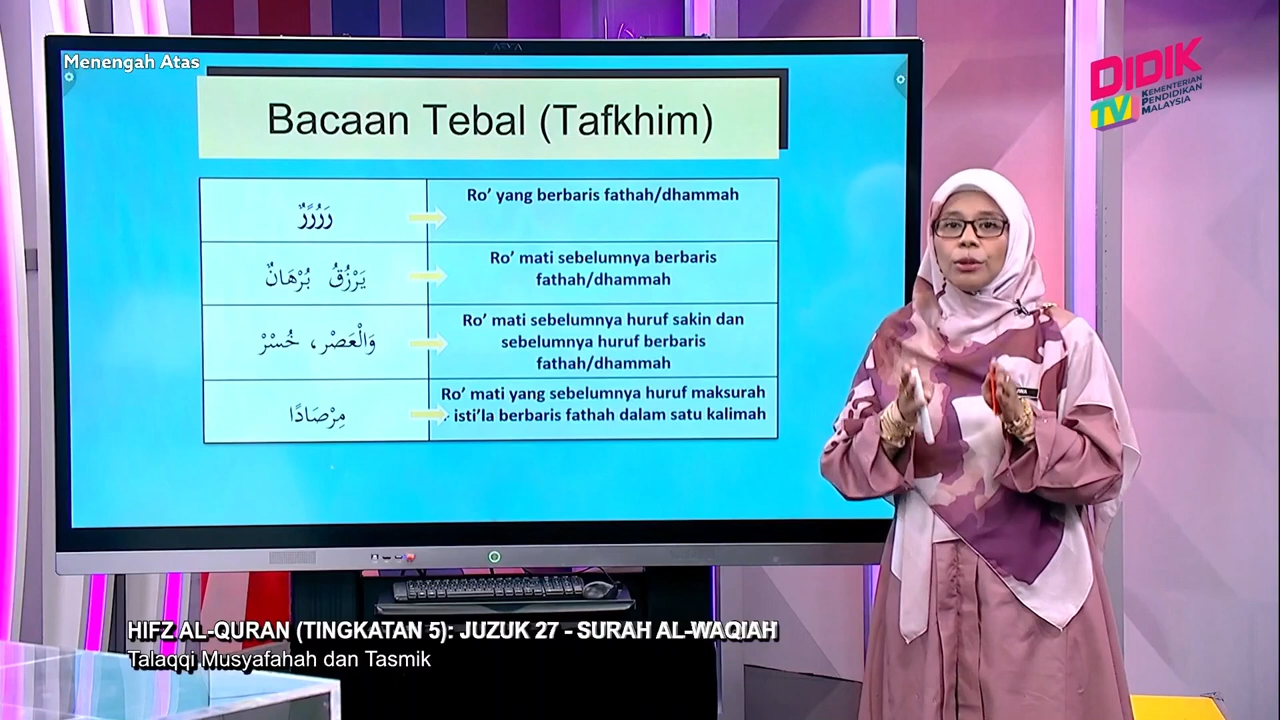 Menengah Atas
DIDIK
TV
KEMENTERIAN
PENDIDIKAN
MALAYSIA
Bacaan Tebal (Tafkhim)
Ro’ yang berbaris fathah/dhammah
يَرْزُقُ بُرْهَانٌ
Ro’ mati sebelumnya berbaris
fathah/dhammah
وَالْعَصْر، خُسْرْ
Ro’ mati sebelumnya huruf sakin dan
sebelumnya huruf berbaris
fathah/dhammah
مِرْصَادًا
Ro’ mati yang sebelumnya huruf maksurah
isti’la berbaris fathah dalam satu kalimah
HIFZ AL-QURAN (TINGKATAN 5): JUZUK 27 - SURAH AL-WAQIAH
Talaqqi Musyafahah dan Tasmik